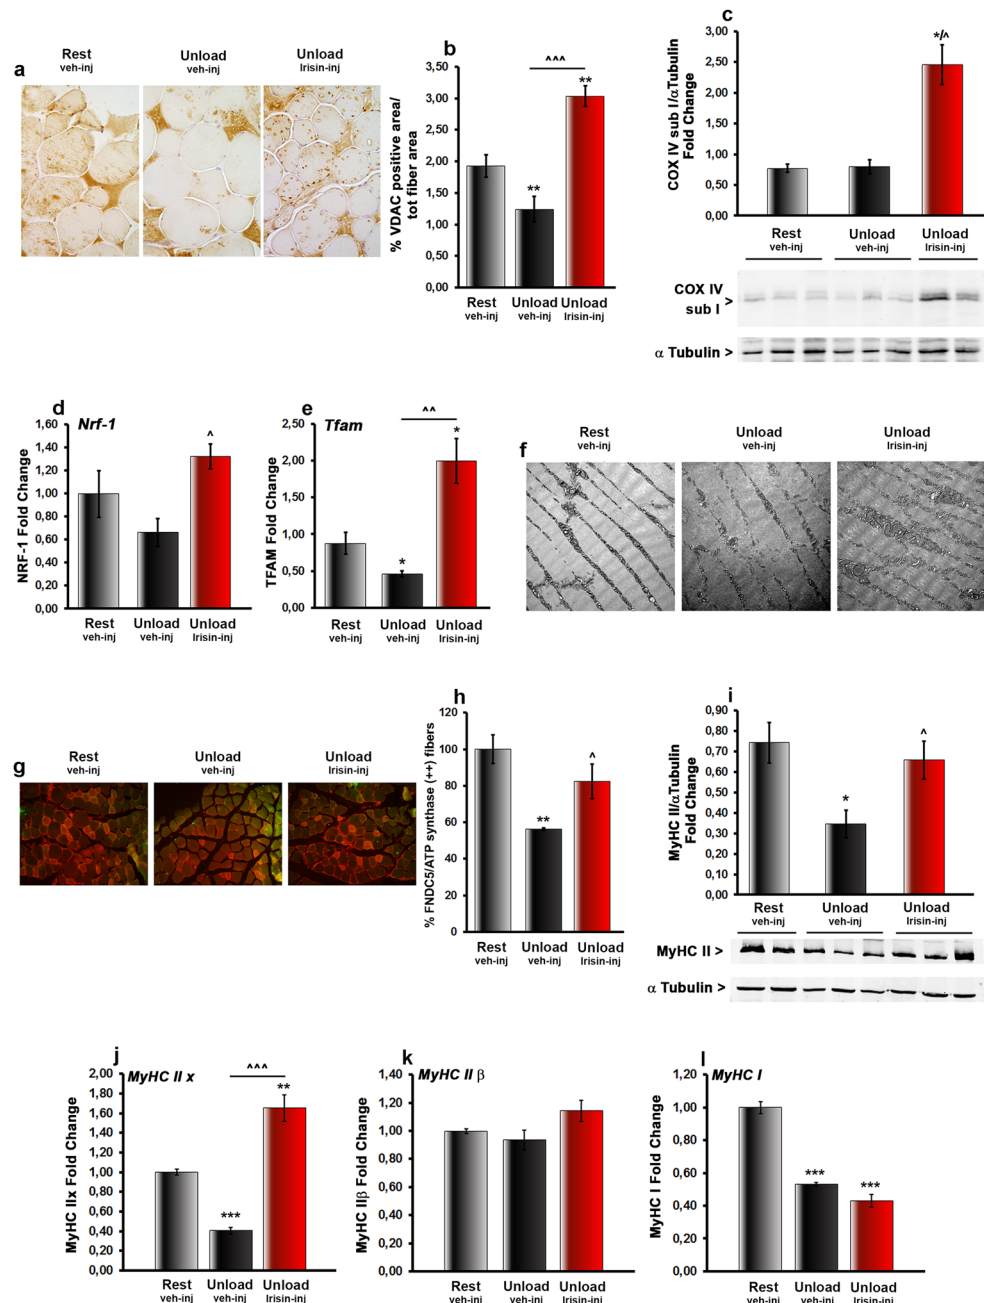 a
Rest
veh-inj
Unload
veh-inj
Unload
Irisin-inj
b
% VDAC positive area/
tot fiber area
3,50
3,00
2,50
2,00
1,50
1,00
0,50
0,00
^^^
**
**
Rest
veh-inj
Unload
veh-inj
Unload
Irisin-inj
c
COX IV sub I/αTubulin
Fold Change
3,00
2,50
2,00
1,50
1,00
0,50
0,00
*/^
Rest
veh-inj
Unload
veh-inj
Unload
Irisin-inj
COX IV
sub I >
α Tubulin >
d
Nrf-1
NRF-1 Fold Change
1,60
1,40
1,20
1,00
0,80
0,60
0,40
0,20
0,00
^
Rest
veh-inj
Unload
veh-inj
Unload
Irisin-inj
e
Tfam
TFAM Fold Change
2,50
2,00
1,50
1,00
0,50
0,00
^^
*
*
Rest
veh-inj
Unload
veh-inj
Unload
Irisin-inj
f
Rest
veh-inj
Unload
veh-inj
Unload
Irisin-inj
g
Rest
veh-inj
Unload
veh-inj
Unload
Irisin-inj
h
% FNDC5/ATP synthase (++) fibers
120
100
80
60
40
20
0
**
^
Rest
veh-inj
Unload
veh-inj
Unload
Irisin-inj
i
MyHC II/αTubulin
Fold Change
0,90
0,75
0,60
0,45
0,30
0,15
0,00
*
^
Rest
veh-inj
Unload
veh-inj
Unload
Irisin-inj
MyHC II >
α Tubulin >
j
MyHC II x
MyHC IIx Fold Change
2,00
1,80
1,60
1,40
1,20
1,00
0,80
0,60
0,40
0,20
0,00
^^^
***
**
Rest
veh-inj
Unload
veh-inj
Unload
Irisin-inj
k
MyHC II β
MyHC IIβ Fold Change
1,40
1,20
1,00
0,80
0,60
0,40
0,20
0,00
Rest
veh-inj
Unload
veh-inj
Unload
Irisin-inj
l
MyHC I
MyHC I Fold Change
1,20
1,00
0,80
0,60
0,40
0,20
0,00
***
***
Rest
veh-inj
Unload
veh-inj
Unload
Irisin-inj